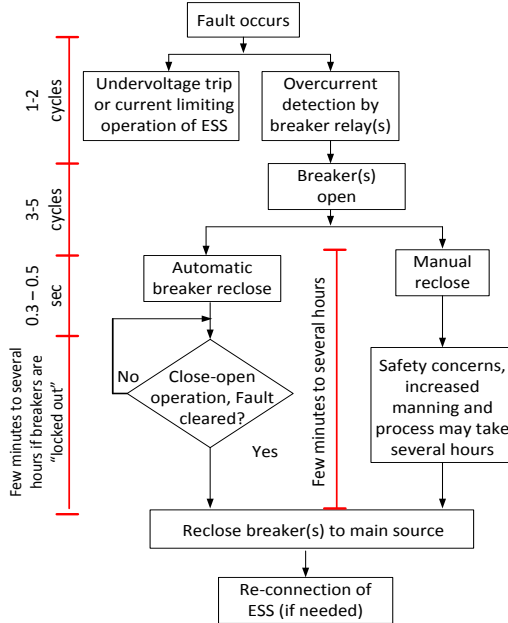 Fault occurs
1-2
cycles
Undervoltage trip
or current limiting
operation of ESS
Overcurrent
detection by
breaker relay(s)
3-5
cycles
Breaker(s)
open
0.3 – 0.5
sec
Automatic
breaker reclose
Manual
reclose
Few minutes to several
hours if breakers are
“locked out”
No
Close-open
operation, Fault
cleared?
Yes
Few minutes to several hours
Safety concerns,
increased
manning and
process may take
several hours
Reclose breaker(s) to main source
Re-connection of
ESS (if needed)